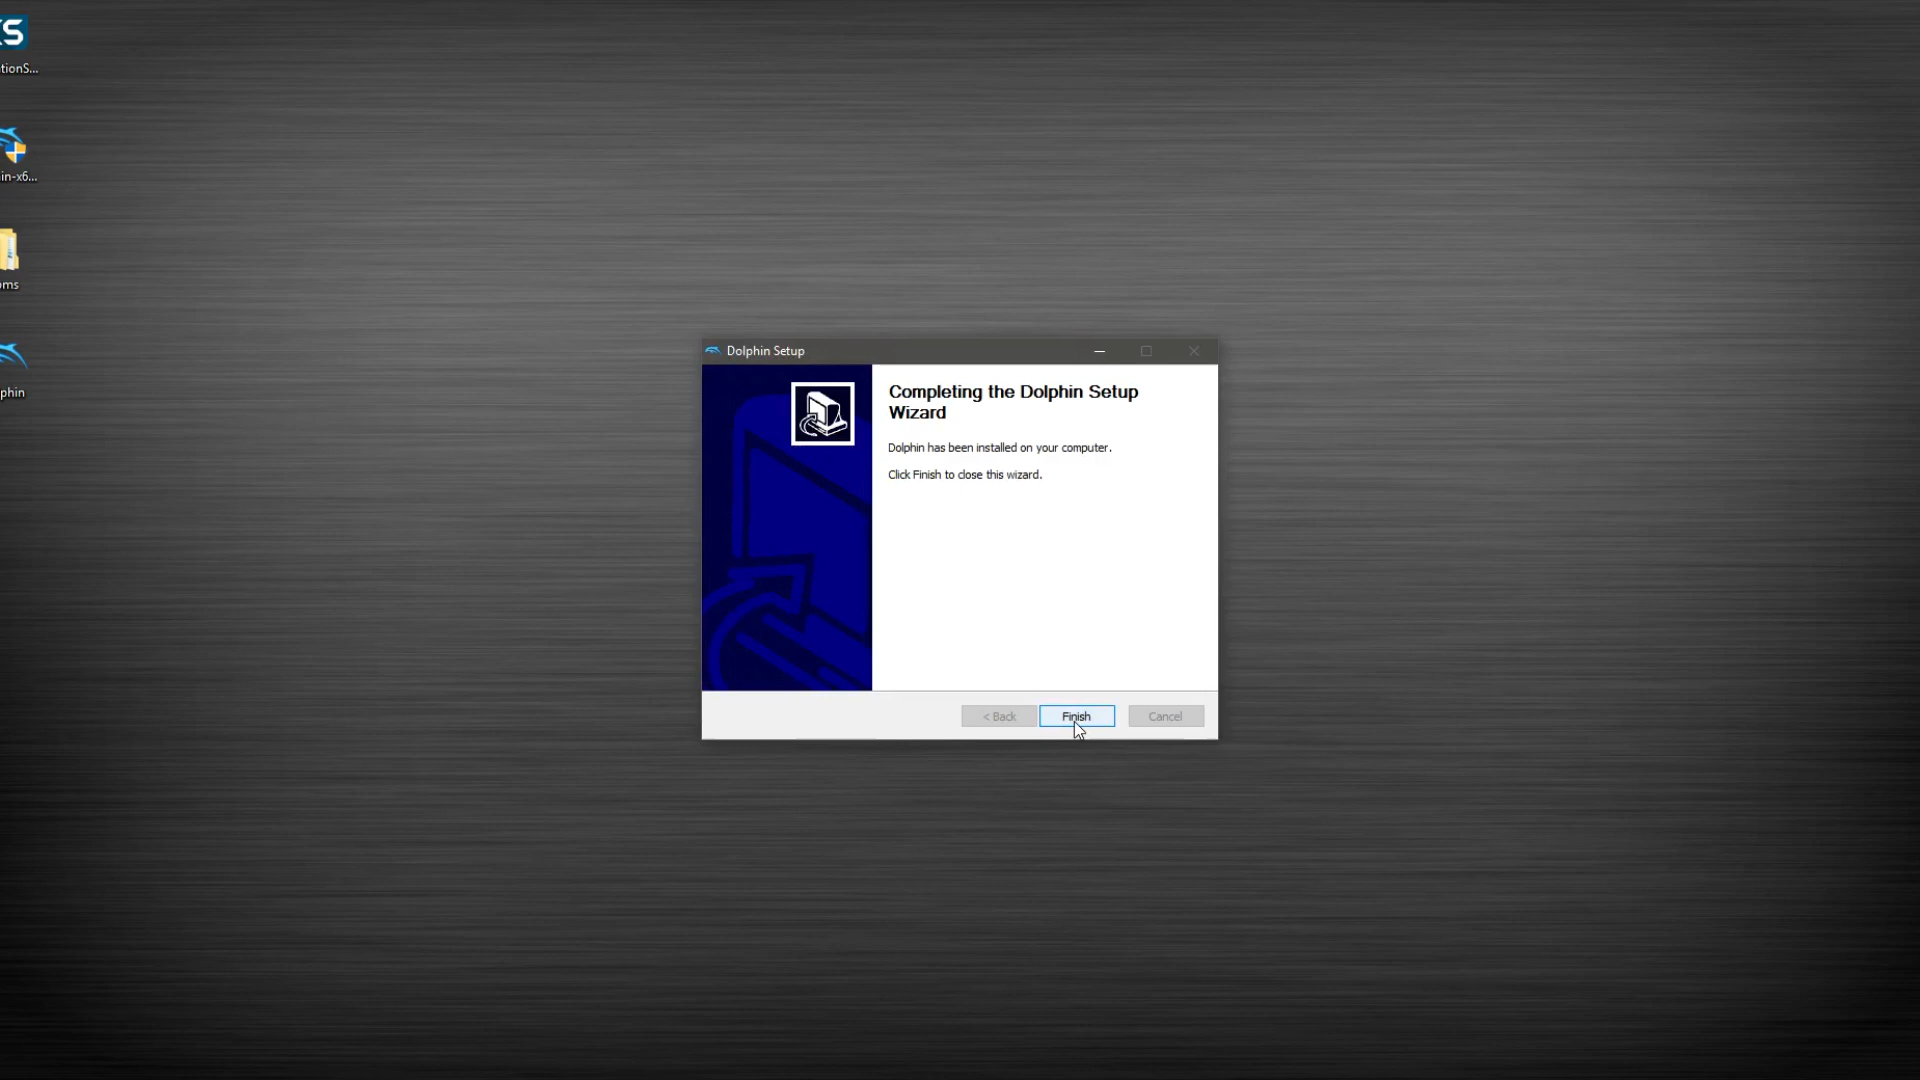 S
tionS...
in-x6...
oms
phin
Dolphin Setup
Completing the Dolphin Setup
Wizard
Dolphin has been installed on your computer.
Click Finish to close this wizard.
< Back
Finish
Cancel